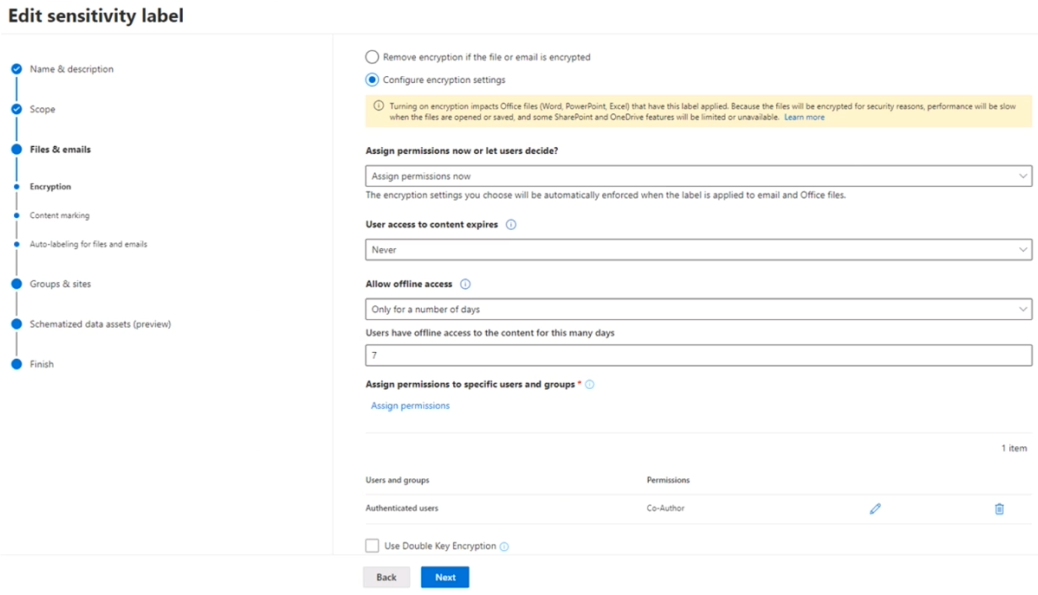 Edit sensitivity label
Name & description
Scope
Files & emails
Encryption
Content marking
Auto-labeling for files and emails
Groups & sites
Schematized data assets (preview)
Finish
Remove encryption if the file or email is encrypted
Configure encryption settings
Turning on encryption impacts Office files (Word, PowerPoint, Excel) that have this label applied. Because the files will be encrypted for security reasons, performance will be slow
when the files are opened or saved, and some SharePoint and OneDrive features will be limited or unavailable. Learn more
Assign permissions now or let users decide?
Assign permissions now
The encryption settings you choose will be automatically enforced when the label is applied to email and Office files.
User access to content expires
Never
Allow offline access
Only for a number of days
Users have offline access to the content for this many days
7
Assign permissions to specific users and groups *
Assign permissions
1 item
Users and groups Permissions
Authenticated users Co-Author
Use Double Key Encryption
Back Next